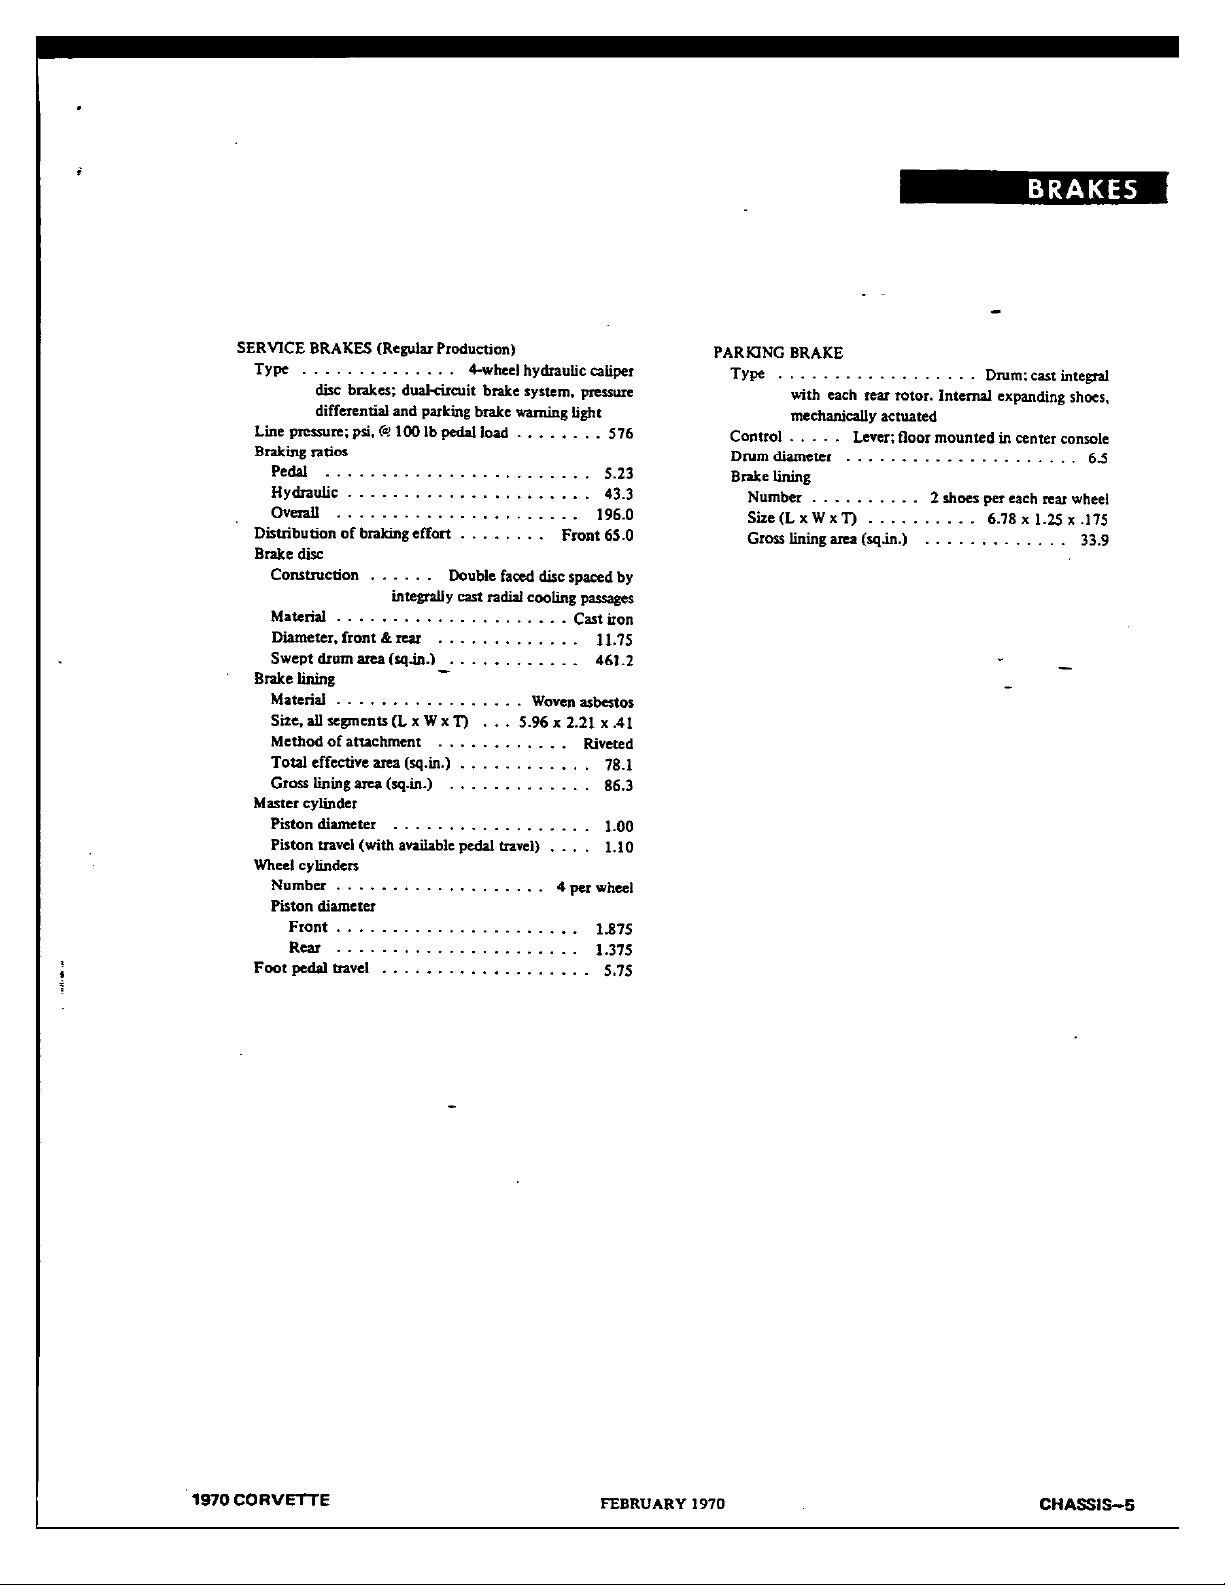 BRAKES
SERVICE BRAKES (Regular Production)
Type . . . . . . . . . . . . . . 4-wheel hydraulic caliper
disc brakes; dual-circuit brake system, pressure
differential and parking brake warning light
Line pressure; psi, @ 100 lb pedal load . . . . . . . . 576
Braking ratios
Pedal . . . . . . . . . . . . . . . . . . . . . . . . 5.23
Hydraulic . . . . . . . . . . . . . . . . . . . . . . 43.3
Overall . . . . . . . . . . . . . . . . . . . . . . 196.0
Distribution of braking effort . . . . . . . . Front 65.0
Brake disc
Construction . . . . . . Double faced disc spaced by
integrally cast radial cooling passages
Material . . . . . . . . . . . . . . . . . . . . . Cast iron
Diameter, front & rear . . . . . . . . . . . . . 11.75
Swept drum area (sq.in.) . . . . . . . . . . . . 461.2
Brake lining
Material . . . . . . . . . . . . . . . . . Woven asbestos
Size, all segments (L x W x T) . . . 5.96 x 2.21 x .41
Method of attachment . . . . . . . . . . . . Riveted
Total effective area (sq.in.) . . . . . . . . . . . . 78.1
Gross lining area (sq.in.) . . . . . . . . . . . . . 86.3
Master cylinder
Piston diameter . . . . . . . . . . . . . . . . . . 1.00
Piston travel (with available pedal travel) . . . . 1.10
Wheel cylinders
Number . . . . . . . . . . . . . . . . . . . 4 per wheel
Piston diameter
Front . . . . . . . . . . . . . . . . . . . . . . 1.875
Rear . . . . . . . . . . . . . . . . . . . . . . 1.375
Foot pedal travel . . . . . . . . . . . . . . . . . . . 5.75
PARKING BRAKE
Type . . . . . . . . . . . . . . . . . . Drum; cast integral
with each rear rotor. Internal expanding shoes,
mechanically actuated
Control . . . . . Lever; floor mounted in center console
Drum diameter . . . . . . . . . . . . . . . . . . . . . 6.5
Brake lining
Number . . . . . . . . . . 2 shoes per each rear wheel
Size (L x W x T) . . . . . . . . . . 6.78 x 1.25 x .175
Gross lining area (sq.in.) . . . . . . . . . . . . . 33.9
1970 CORVETTE
FEBRUARY 1970
CHASSIS-5